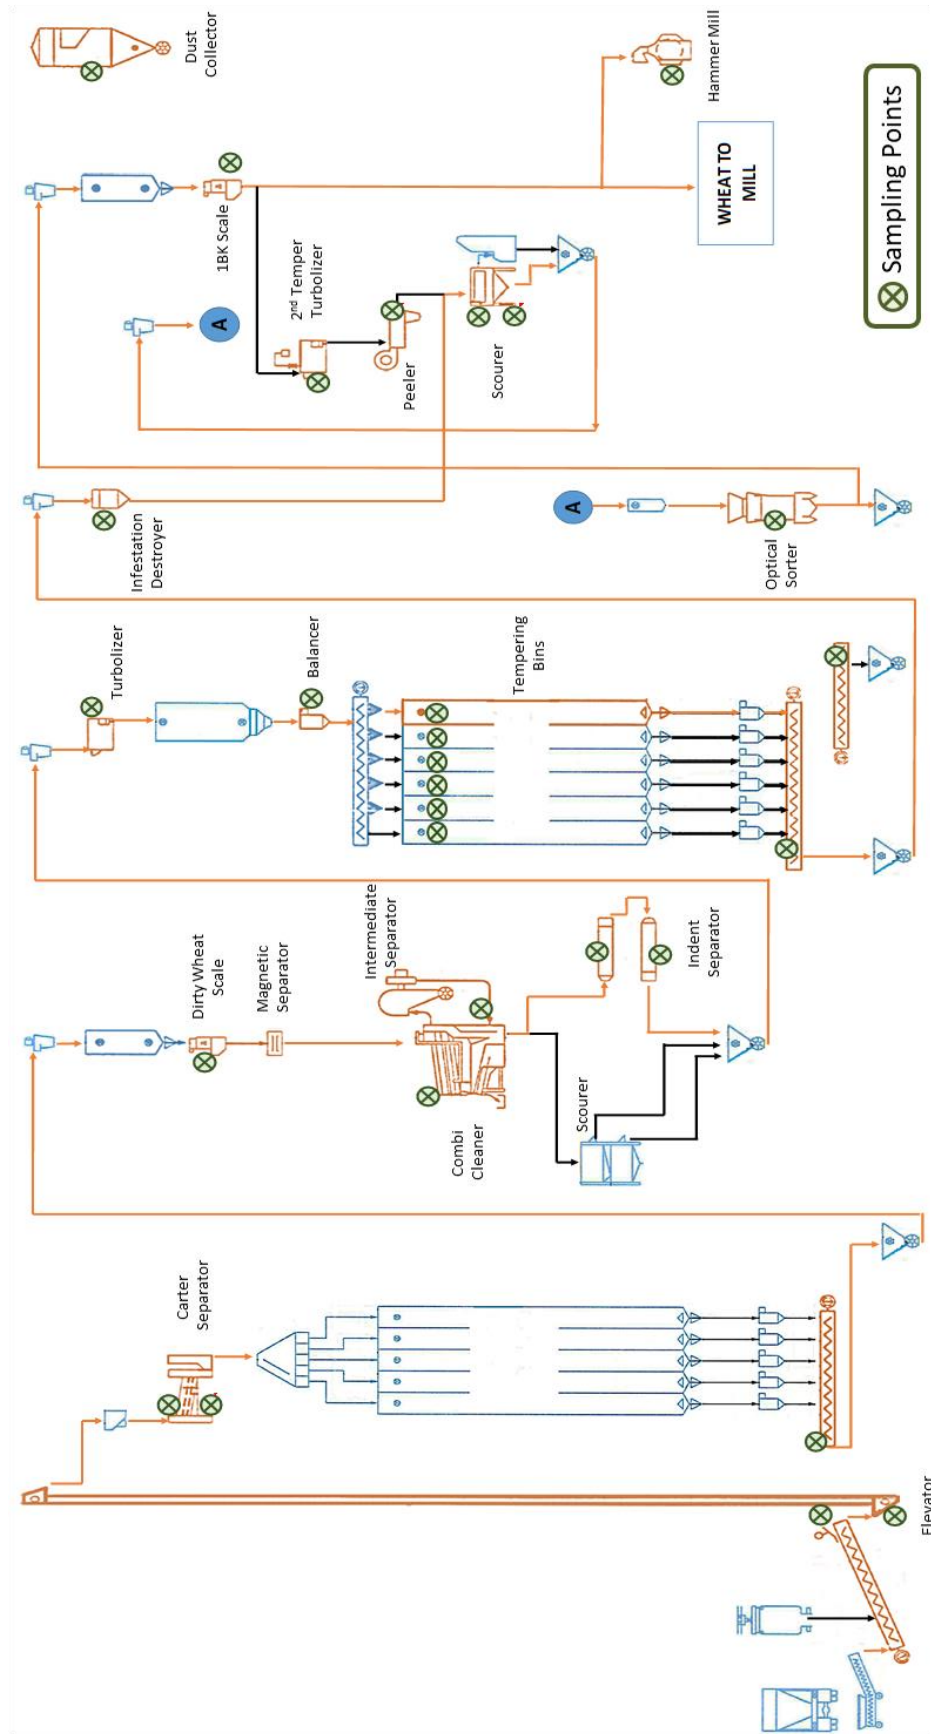 Elevator
Carter
Separator
Dirty Wheat
Scale
Magnetic
Separator
Intermediate
Separator
Combi
Cleaner
Scourer
Indent
Separator
Turbolizer
Balancer
Tempering
Bins
Infestation
Destroyer
A
Optical
Sorter
A
1BK Scale
2nd Temper
Turbolizer
Peeler
Scourer
Dust
Collector
Hammer Mill
WHEAT TO
MILL
Sampling Points